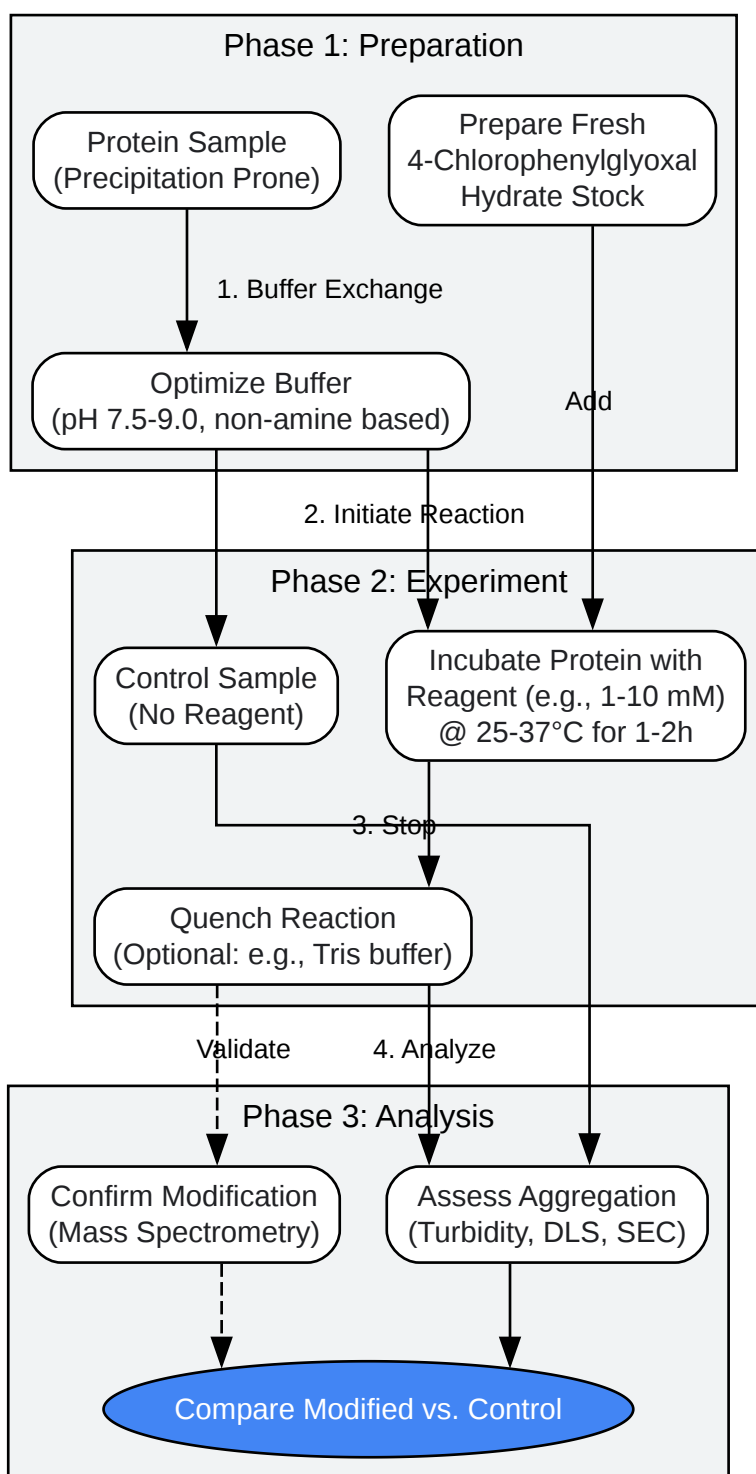 Phase 1: Preparation
Protein Sample
(Precipitation Prone)
Prepare Fresh
4-Chlorophenylglyoxal
Hydrate Stock
1. Buffer Exchange
Optimize Buffer
(pH 7.5-9.0, non-amine based)
Add
2. Initiate Reaction
Phase 2: Experiment
Control Sample
(No Reagent)
Incubate Protein with
Reagent (e.g., 1-10 mM)
@ 25-37°C for 1-2h
3. Stop
Quench Reaction
(Optional: e.g., Tris buffer)
Validate
4. Analyze
Phase 3: Analysis
Confirm Modification
(Mass Spectrometry)
Assess Aggregation
(Turbidity, DLS, SEC)
Compare Modified vs. Control